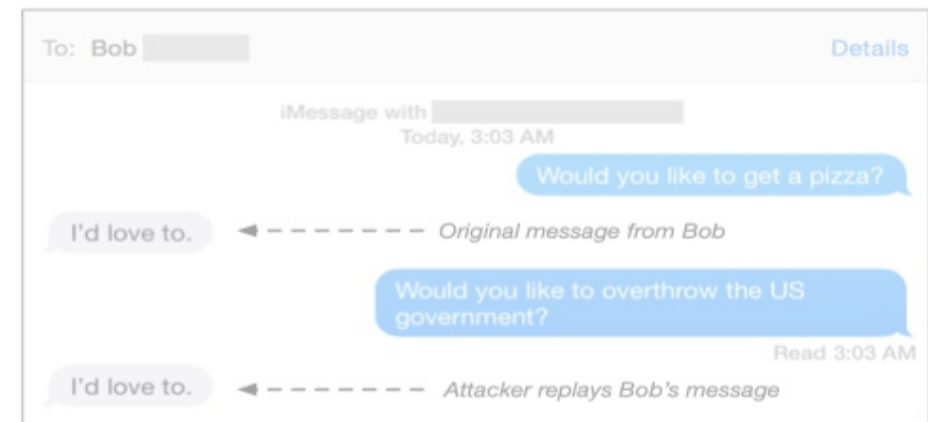 To: Bob
Details
iMessage with
Today, 3:03 AM
Would you like to get a pizza?
I'd love to.
Original message from Bob
Would you like to overthrow the US
government?
Read 3:03 AM
I'd love to.
Attacker replays Bob's message